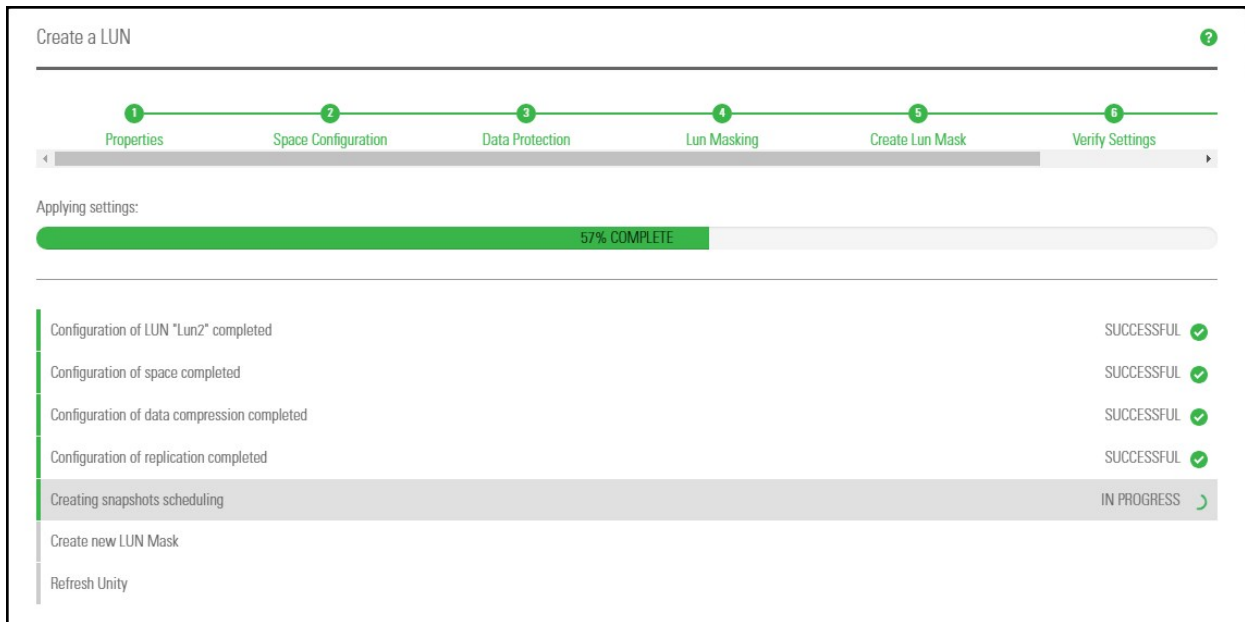 Create a LUN
?
1 2 3 4 5 6
Properties Space Configuration Data Protection Lun Masking Create Lun Mask Verify Settings
Applying settings:
57% COMPLETE
Configuration of LUN "Lun2" completed SUCCESSFUL
Configuration of space completed SUCCESSFUL
Configuration of data compression completed SUCCESSFUL
Configuration of replication completed SUCCESSFUL
Creating snapshots scheduling IN PROGRESS
Create new LUN Mask
Refresh Unity